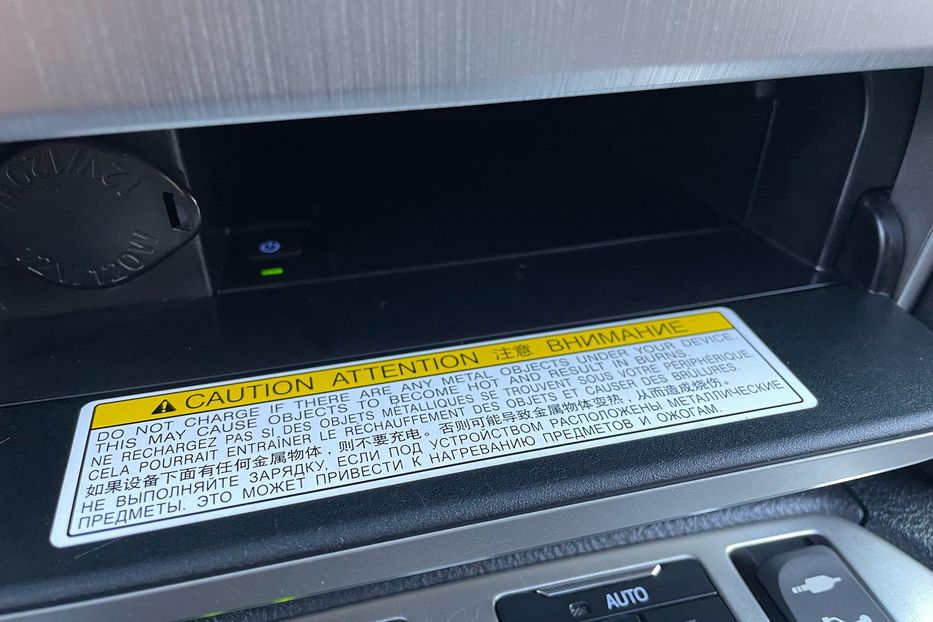 12V/120W
12V/120W
CAUTION ATTENTION 注意 ВНИМАНИЕ
DO NOT CHARGE IF THERE ARE ANY METAL OBJECTS UNDER YOUR DEVICE.
THIS MAY CAUSE OBJECTS TO BECOME HOT AND RESULT IN BURNS.
NE RECHARGEZ PAS SI DES OBJETS MÉTALLIQUES SE TROUVENT SOUS VOTRE PÉRIPHÉRIQUE.
CELA POURRAIT ENTRAÎNER LE RÉCHAUFFEMENT DES OBJETS ET CAUSER DES BRÛLURES.
如果设备下面有任何金属物体，则不要充电。否则可能导致金属物体变热，从而造成烧伤。
НЕ ВЫПОЛНЯЙТЕ ЗАРЯДКУ, ЕСЛИ ПОД УСТРОЙСТВОМ РАСПОЛОЖЕНЫ МЕТАЛЛИЧЕСКИЕ
ПРЕДМЕТЫ. ЭТО МОЖЕТ ПРИВЕСТИ К НАГРЕВАНИЮ ПРЕДМЕТОВ И ОЖОГАМ.
AUTO